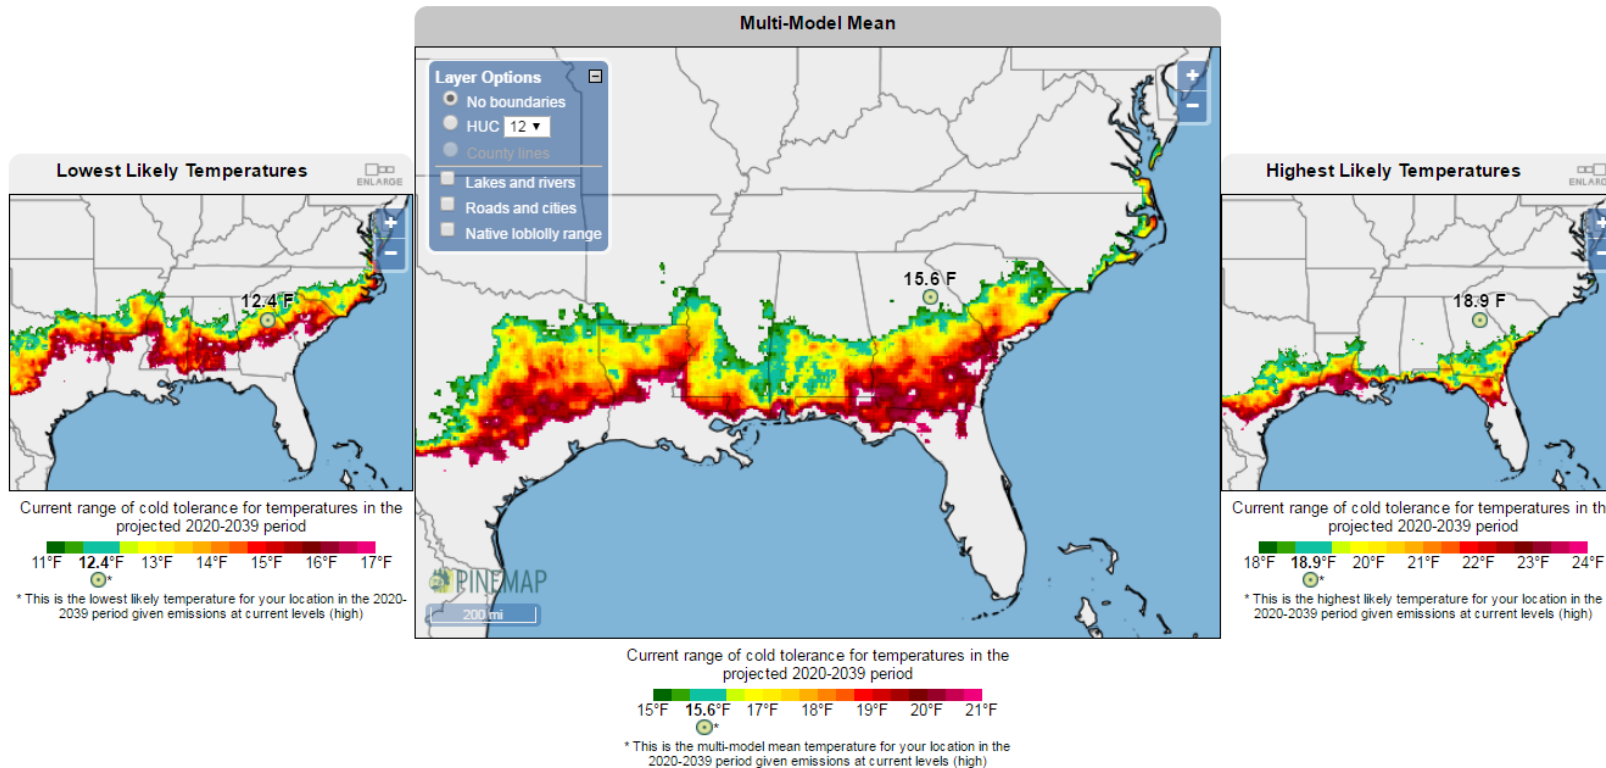 Multi-Model Mean
Layer Options
No boundaries
HUC 12
County lines
Lakes and rivers
Roads and cities
Native loblolly range
+
−
15.6 F
PINEMAP
200 mi
Current range of cold tolerance for temperatures in the
projected 2020-2039 period
15°F 15.6°F 17°F 18°F 19°F 20°F 21°F
*
* This is the multi-model mean temperature for your location in the
2020-2039 period given emissions at current levels (high)
Lowest Likely Temperatures
ENLARGE
+
−
12.4 F
Current range of cold tolerance for temperatures in the
projected 2020-2039 period
11°F 12.4°F 13°F 14°F 15°F 16°F 17°F
*
* This is the lowest likely temperature for your location in the 2020-
2039 period given emissions at current levels (high)
Highest Likely Temperatures
ENLARG
18.9 F
Current range of cold tolerance for temperatures in th
projected 2020-2039 period
18°F 18.9°F 20°F 21°F 22°F 23°F 24°F
*
* This is the highest likely temperature for your location in the
2020-2039 period given emissions at current levels (high)